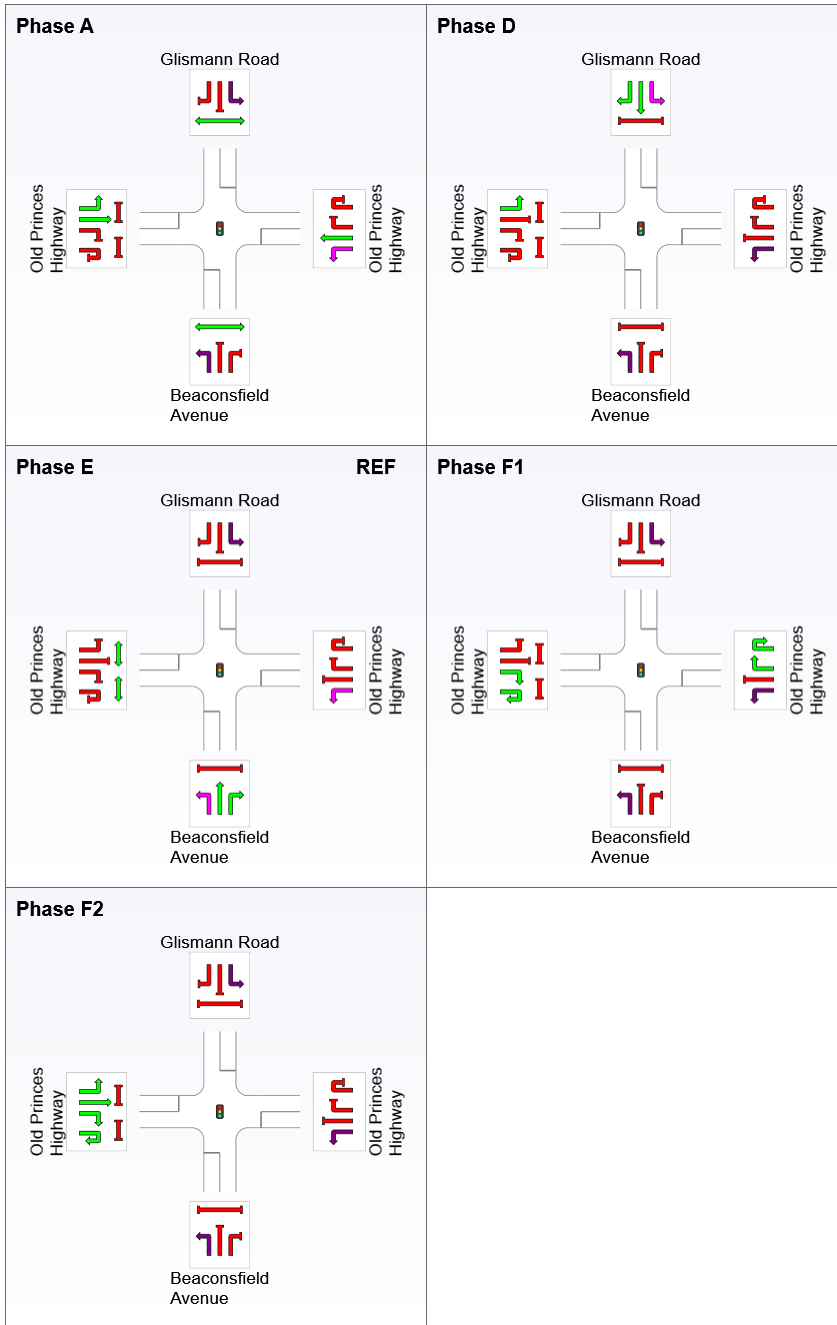 Phase A
Glismann Road
Old Princes
Highway
Old Princes
Highway
Beaconsfield
Avenue
Phase D
Glismann Road
Old Princes
Highway
Old Princes
Highway
Beaconsfield
Avenue
Phase E
REF
Glismann Road
Old Princes
Highway
Old Princes
Highway
Beaconsfield
Avenue
Phase F1
Glismann Road
Old Princes
Highway
Old Princes
Highway
Beaconsfield
Avenue
Phase F2
Glismann Road
Old Princes
Highway
Old Princes
Highway
Beaconsfield
Avenue